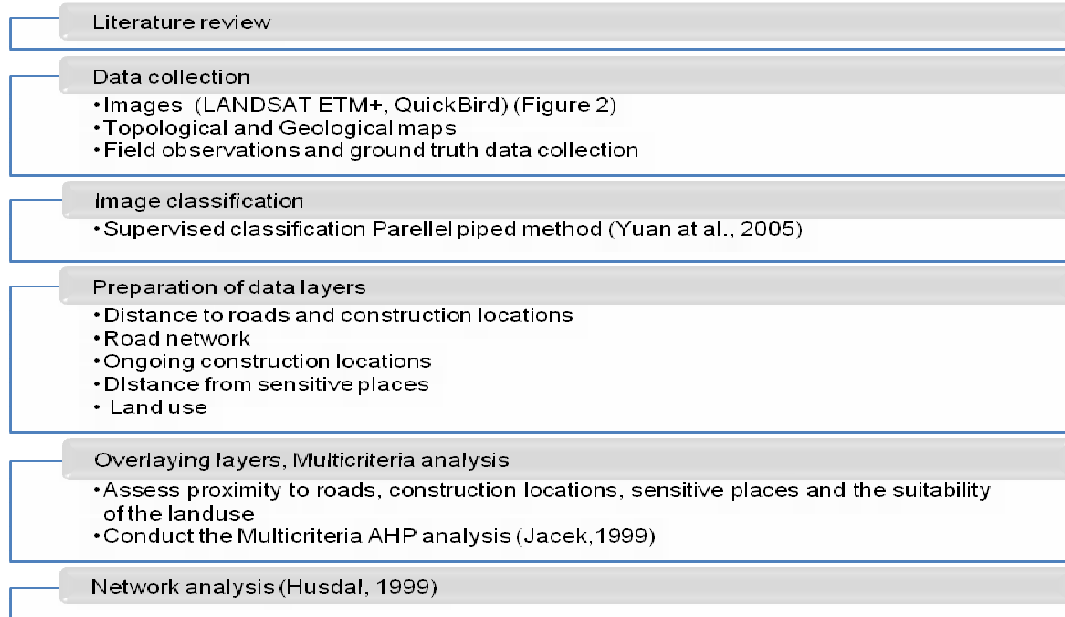 Literature review
Data collection
•Images (LANDSAT ETM+, QuickBird) (Figure 2)
•Topological and Geological maps
•Field observations and ground truth data collection
Image classification
•Supervised classification Parellel piped method (Yuan at al., 2005)
Preparation of data layers
•Distance to roads and construction locations
•Road network
•Ongoing construction locations
•DIstance from sensitive places
• Land use
Overlaying layers, Multicriteria analysis
•Assess proximity to roads, construction locations, sensitive places and the suitability
of the landuse
•Conduct the Multicriteria AHP analysis (Jacek,1999)
Network analysis (Husdal, 1999)